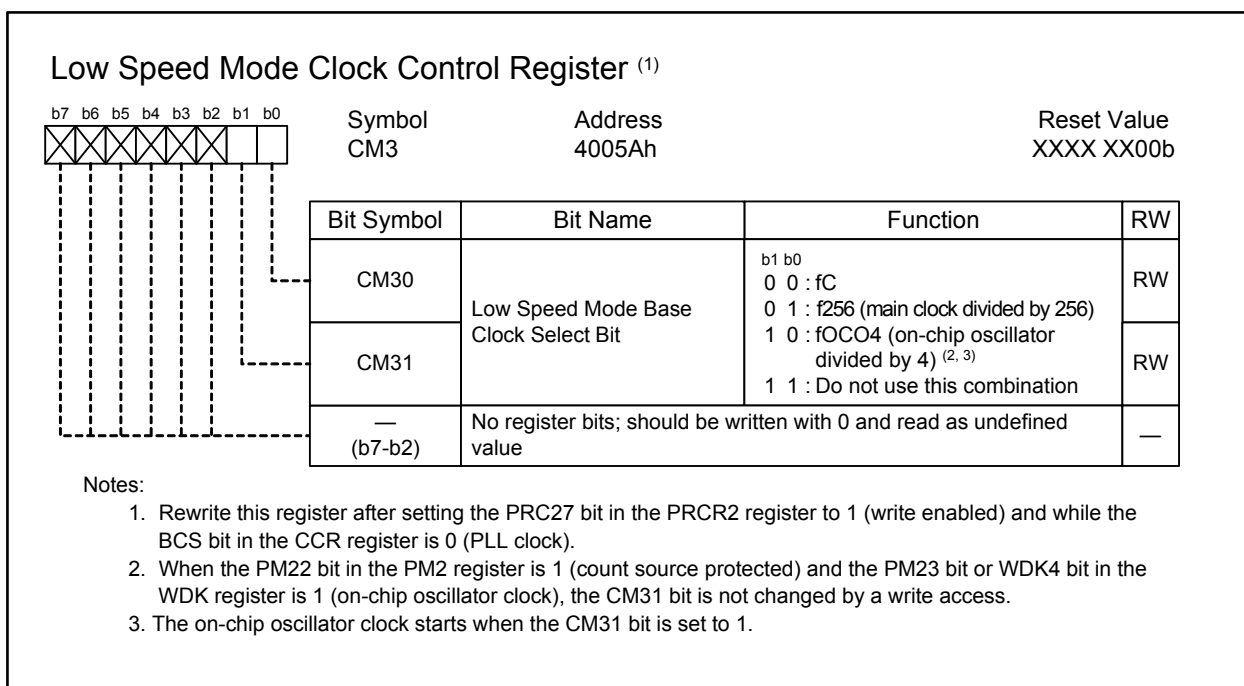 Low Speed Mode Clock Control Register (1)
b7 b6 b5 b4 b3 b2 b1 b0
Symbol Address Reset Value
CM3 4005Ah XXXX XX00b
Bit Symbol Bit Name Function RW
CM30
CM31
Low Speed Mode Base
Clock Select Bit
b1 b0
0 0 : fC
0 1 : f256 (main clock divided by 256)
1 0 : fOCO4 (on-chip oscillator
divided by 4) (2, 3)
1 1 : Do not use this combination
RW
RW
—
(b7-b2)
No register bits; should be written with 0 and read as undefined
value
—
Notes:
1. Rewrite this register after setting the PRC27 bit in the PRCR2 register to 1 (write enabled) and while the
BCS bit in the CCR register is 0 (PLL clock).
2. When the PM22 bit in the PM2 register is 1 (count source protected) and the PM23 bit or WDK4 bit in the
WDK register is 1 (on-chip oscillator clock), the CM31 bit is not changed by a write access.
3. The on-chip oscillator clock starts when the CM31 bit is set to 1.